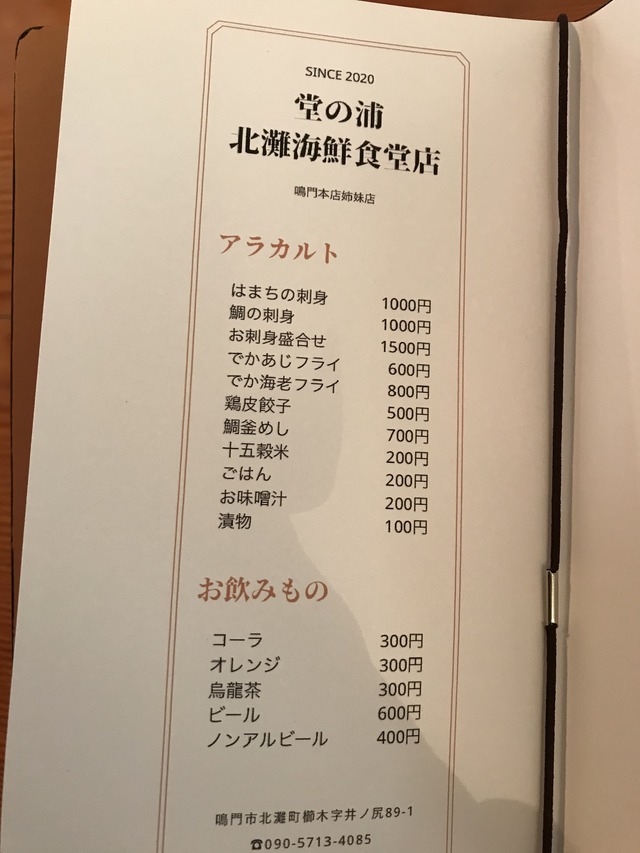 SINCE 2020
堂の浦
北灘海鮮食堂店
鳴門本店姉妹店
アラカルト
はまちの刺身 1000円
鯛の刺身 1000円
お刺身盛合せ 1500円
でかあじフライ 600円
でか海老フライ 800円
鶏皮餃子 500円
鯛釜めし 700円
十五穀米 200円
ごはん 200円
お味噌汁 200円
漬物 100円
お飲みもの
コーラ 300円
オレンジ 300円
烏龍茶 300円
ビール 600円
ノンアルビール 400円
鳴門市北灘町櫛木字井ノ尻89-1
☎090-5713-4085